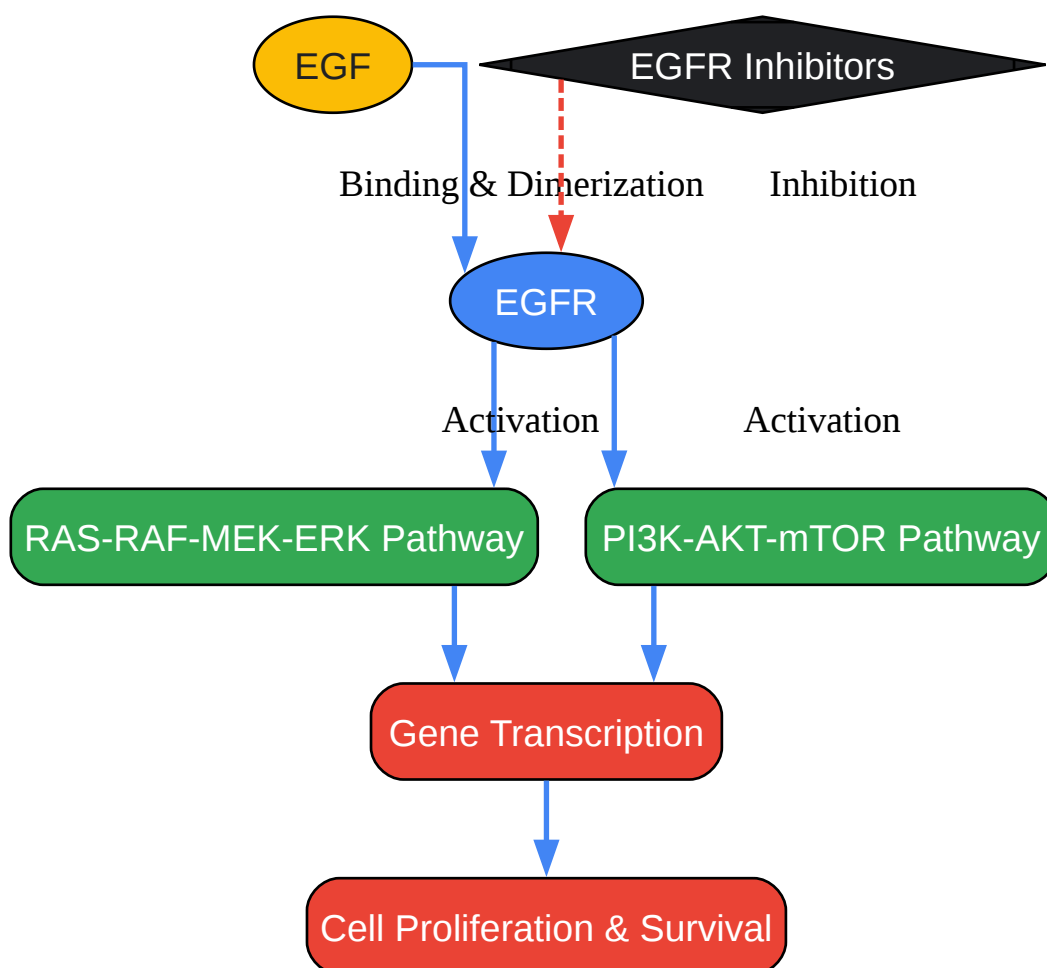 EGF
EGFR Inhibitors
Binding & Dimerization
Inhibition
EGFR
Activation
Activation
RAS-RAF-MEK-ERK Pathway
PI3K-AKT-mTOR Pathway
Gene Transcription
Cell Proliferation & Survival